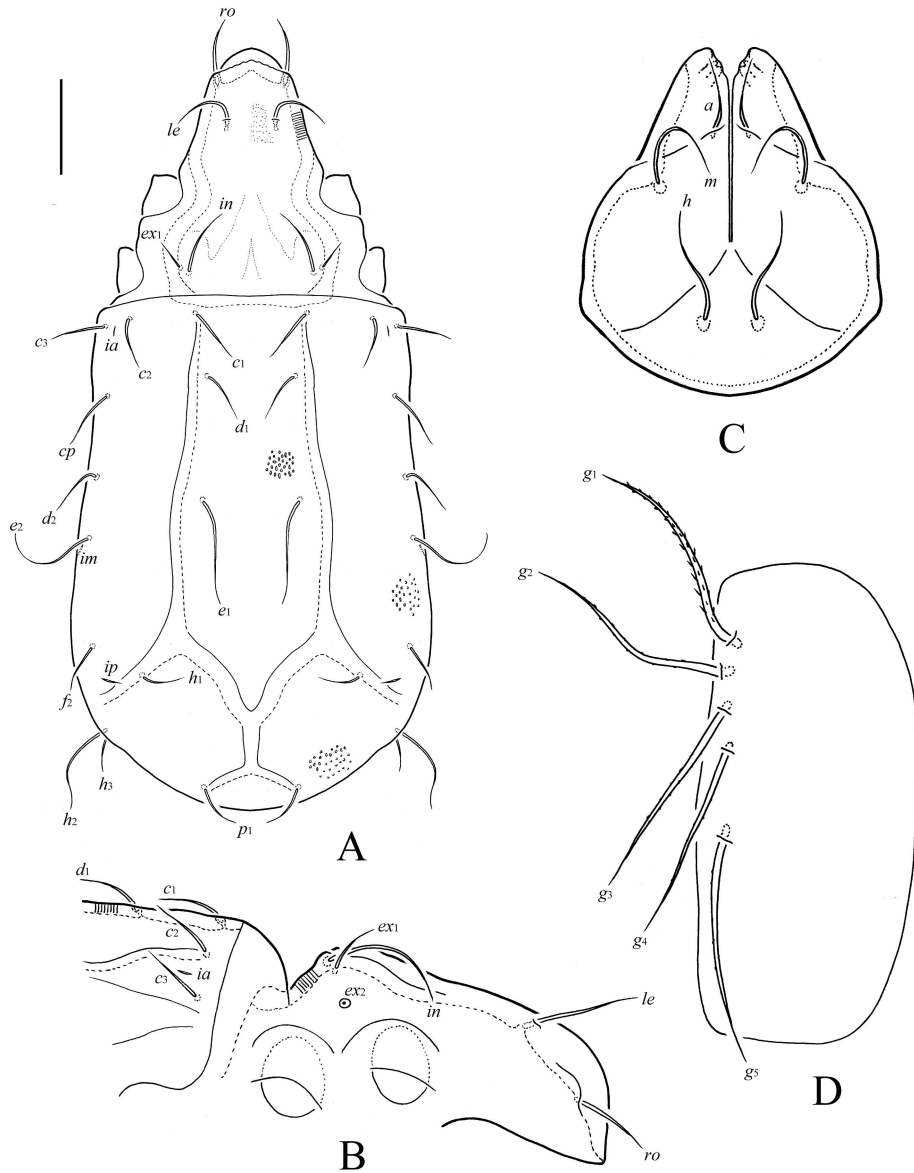 ro
le
in
ex1
c3
ia
c2
c1
cp
d1
d2
e2
im
e1
ip
f2
h1
h3
h2
p1
A
a
m
h
C
g1
g2
g3
g4
g5
D
d1
c1
c2
ex1
c3
ia
ex2
in
le
ro
B